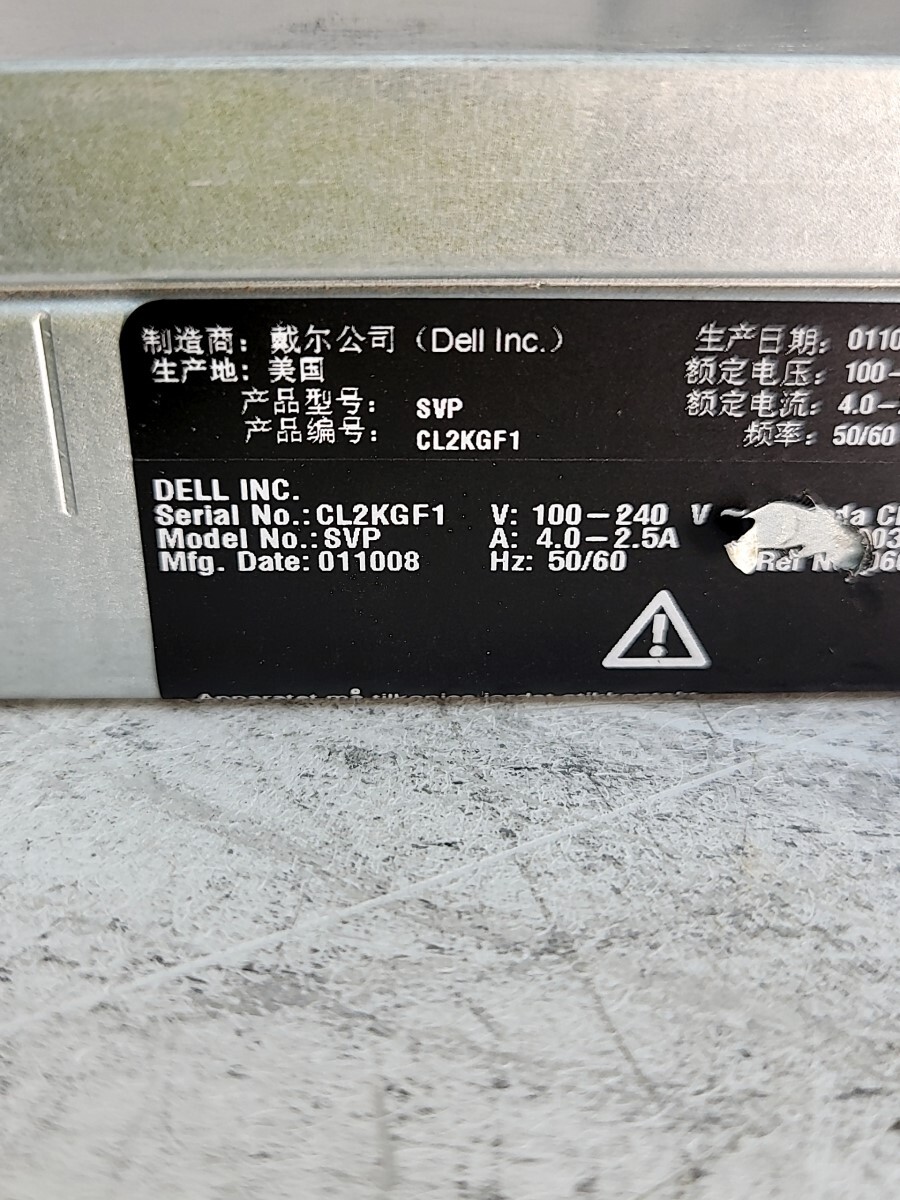 制造商：戴尔公司（Dell Inc.）
生产地：美国
产品型号：SVP
产品编号：CL2KGF1
生产日期：0110
额定电压：100-
额定电流：4.0-
频率：50/60
DELL INC.
Serial No.: CL2KGF1 V: 100-240 V ~
Model No.: SVP A: 4.0-2.5A
Mfg. Date: 011008 Hz: 50/60